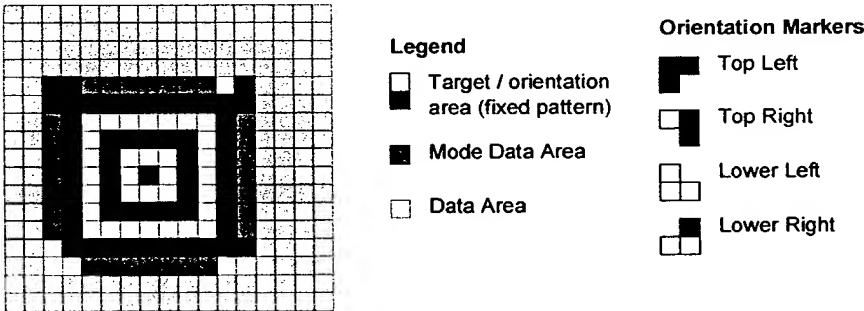 Legend
Target / orientation
area (fixed pattern)
Mode Data Area
Data Area
Orientation Markers
Top Left
Top Right
Lower Left
Lower Right